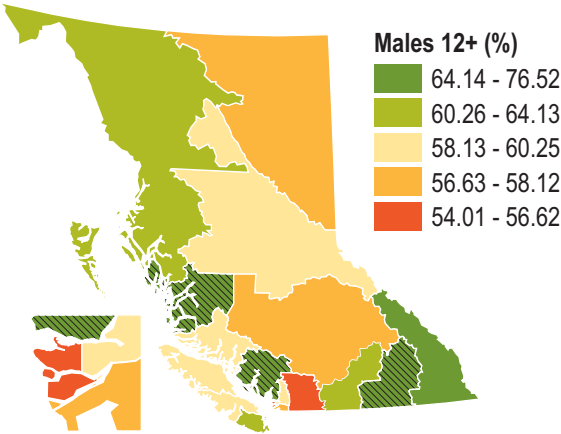 Males 12+ (%)
64.14 - 76.52
60.26 - 64.13
58.13 - 60.25
56.63 - 58.12
54.01 - 56.62